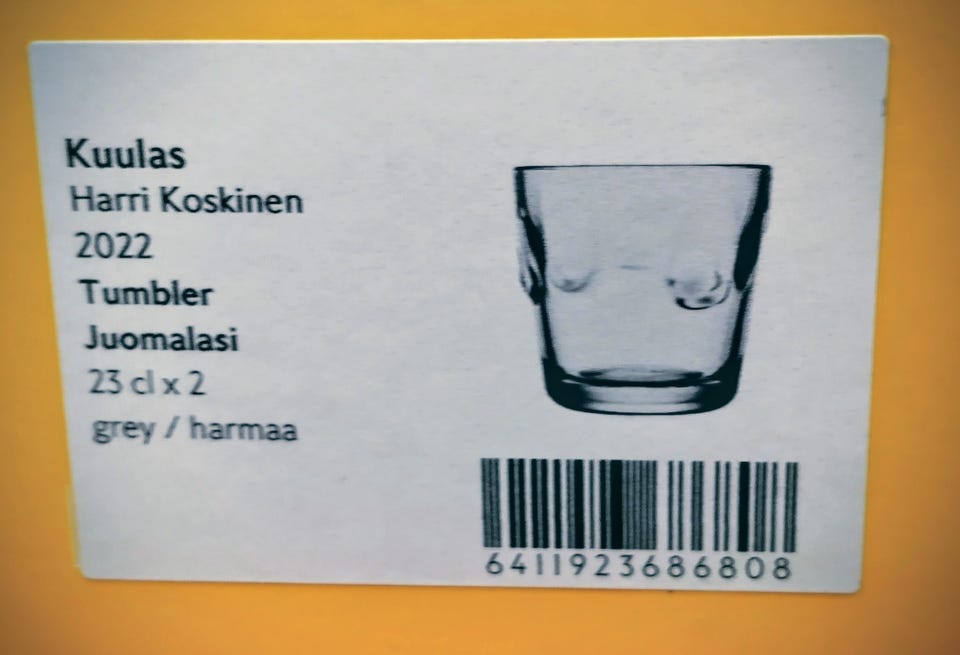 Kuulas
Harri Koskinen
2022
Tumbler
Juomalasi
23 cl x 2
grey / harmaa
6411923686808